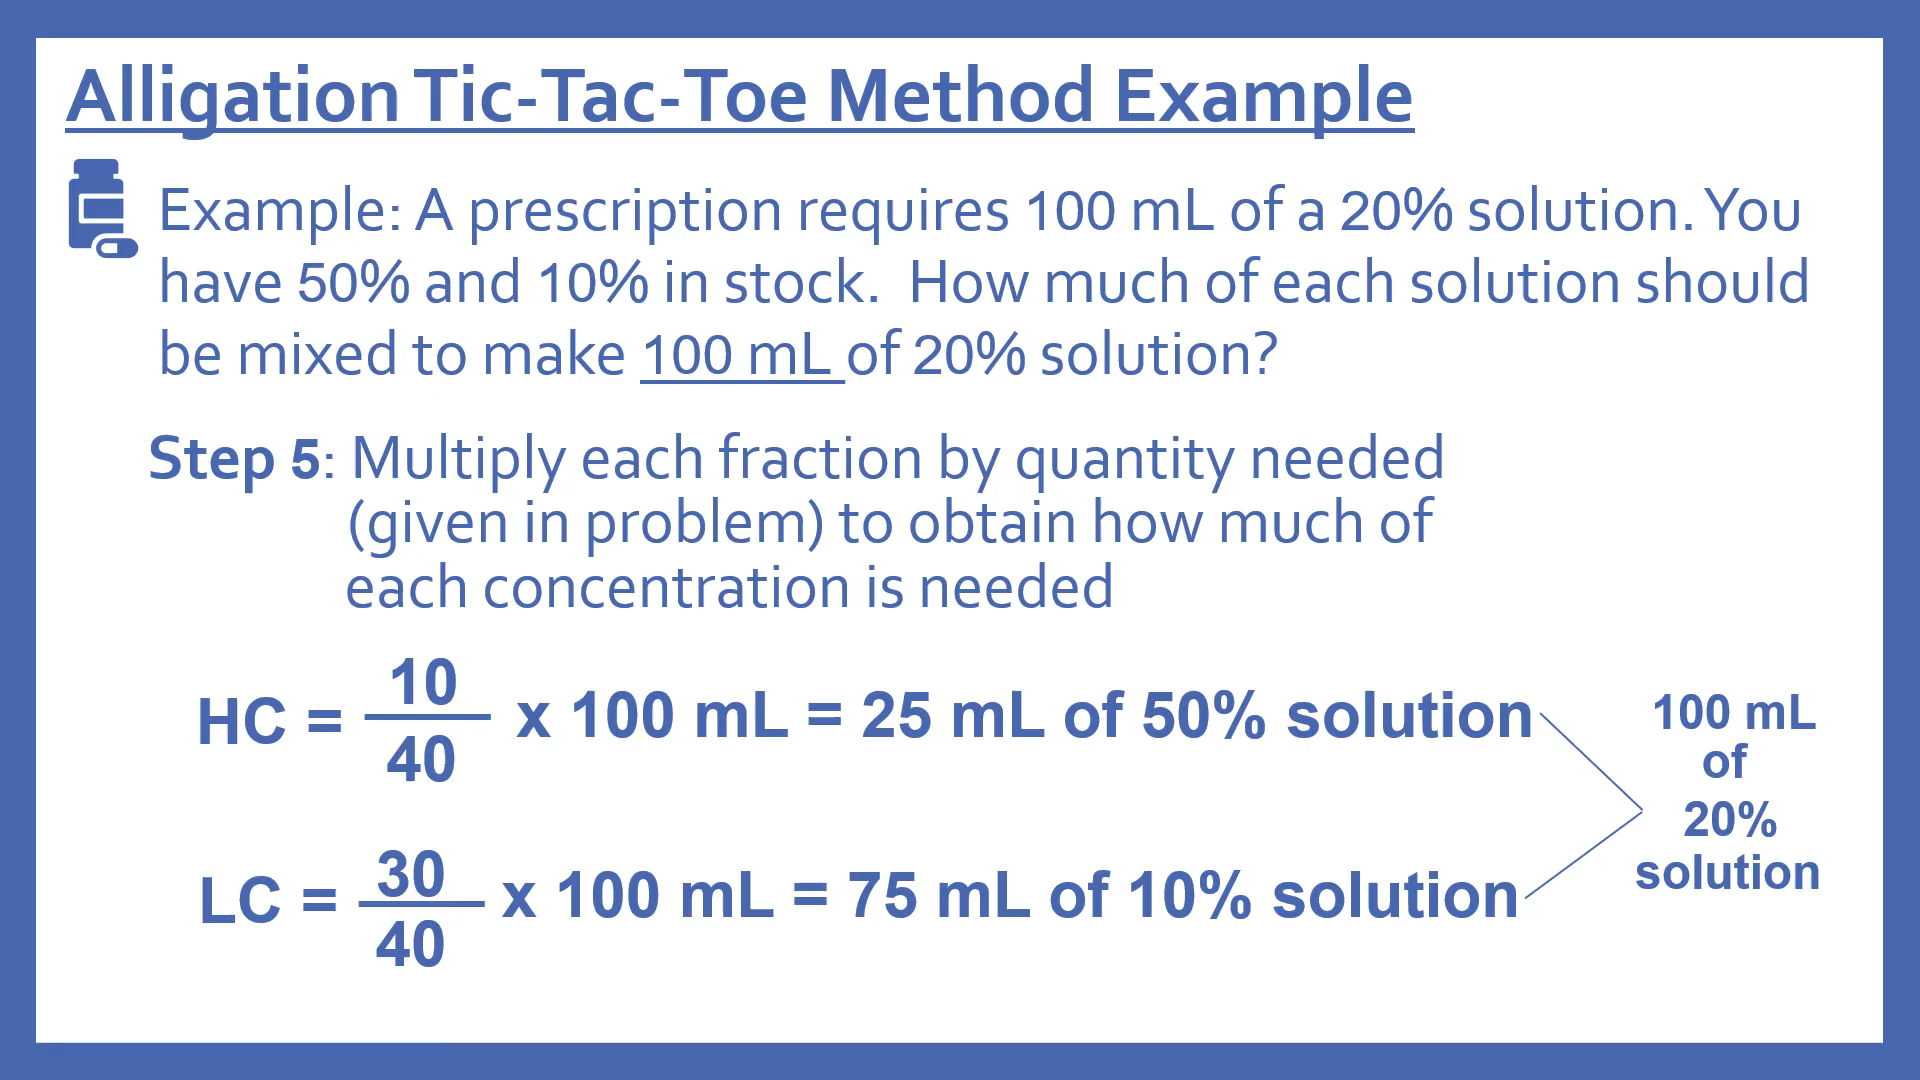 Alligation Tic-Tac-Toe Method Example
Example: A prescription requires 100 mL of a 20% solution. You
have 50% and 10% in stock.  How much of each solution should
be mixed to make 100 mL of 20% solution?
Step 5: Multiply each fraction by quantity needed
(given in problem) to obtain how much of
each concentration is needed
HC = 10/40 x 100 mL = 25 mL of 50% solution
LC = 30/40 x 100 mL = 75 mL of 10% solution
100 mL
of
20%
solution